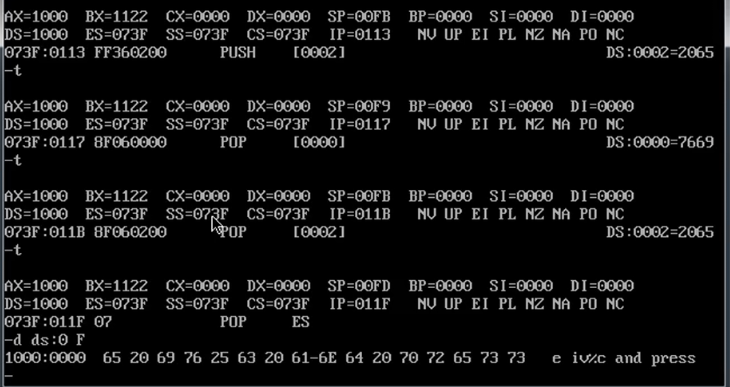 AX=1000  BX=1122  CX=0000  DX=0000  SP=00FB  BP=0000  SI=0000  DI=0000
DS=1000  ES=073F  SS=073F  CS=073F  IP=0113   NV UP EI PL NZ NA PO NC
073F:0113 FF360200      PUSH    [0002]                             DS:0002=2065
-t
AX=1000  BX=1122  CX=0000  DX=0000  SP=00F9  BP=0000  SI=0000  DI=0000
DS=1000  ES=073F  SS=073F  CS=073F  IP=0117   NV UP EI PL NZ NA PO NC
073F:0117 8F060000      POP     [0000]                             DS:0000=7669
-t
AX=1000  BX=1122  CX=0000  DX=0000  SP=00FB  BP=0000  SI=0000  DI=0000
DS=1000  ES=073F  SS=073F  CS=073F  IP=011B   NV UP EI PL NZ NA PO NC
073F:011B 8F060200      POP     [0002]                             DS:0002=2065
-t
AX=1000  BX=1122  CX=0000  DX=0000  SP=00FD  BP=0000  SI=0000  DI=0000
DS=1000  ES=073F  SS=073F  CS=073F  IP=011F   NV UP EI PL NZ NA PO NC
073F:011F 07            POP     ES
-d ds:0 F
1000:0000  65 20 69 76 25 63 20 61-6E 64 20 70 72 65 73 73   e iv%c and press
-